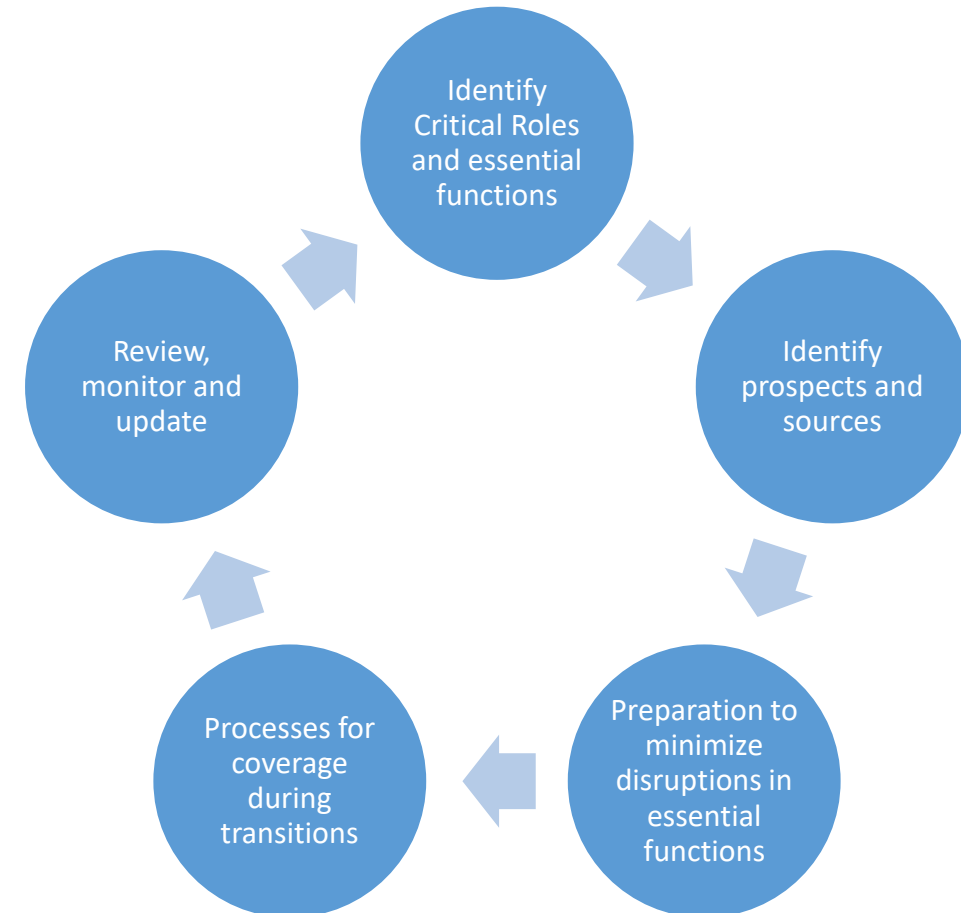 Identify
Critical Roles
and essential
functions
Identify
prospects and
sources
Preparation to
minimize
disruptions in
essential
functions
Processes for
coverage
during
transitions
Review,
monitor and
update